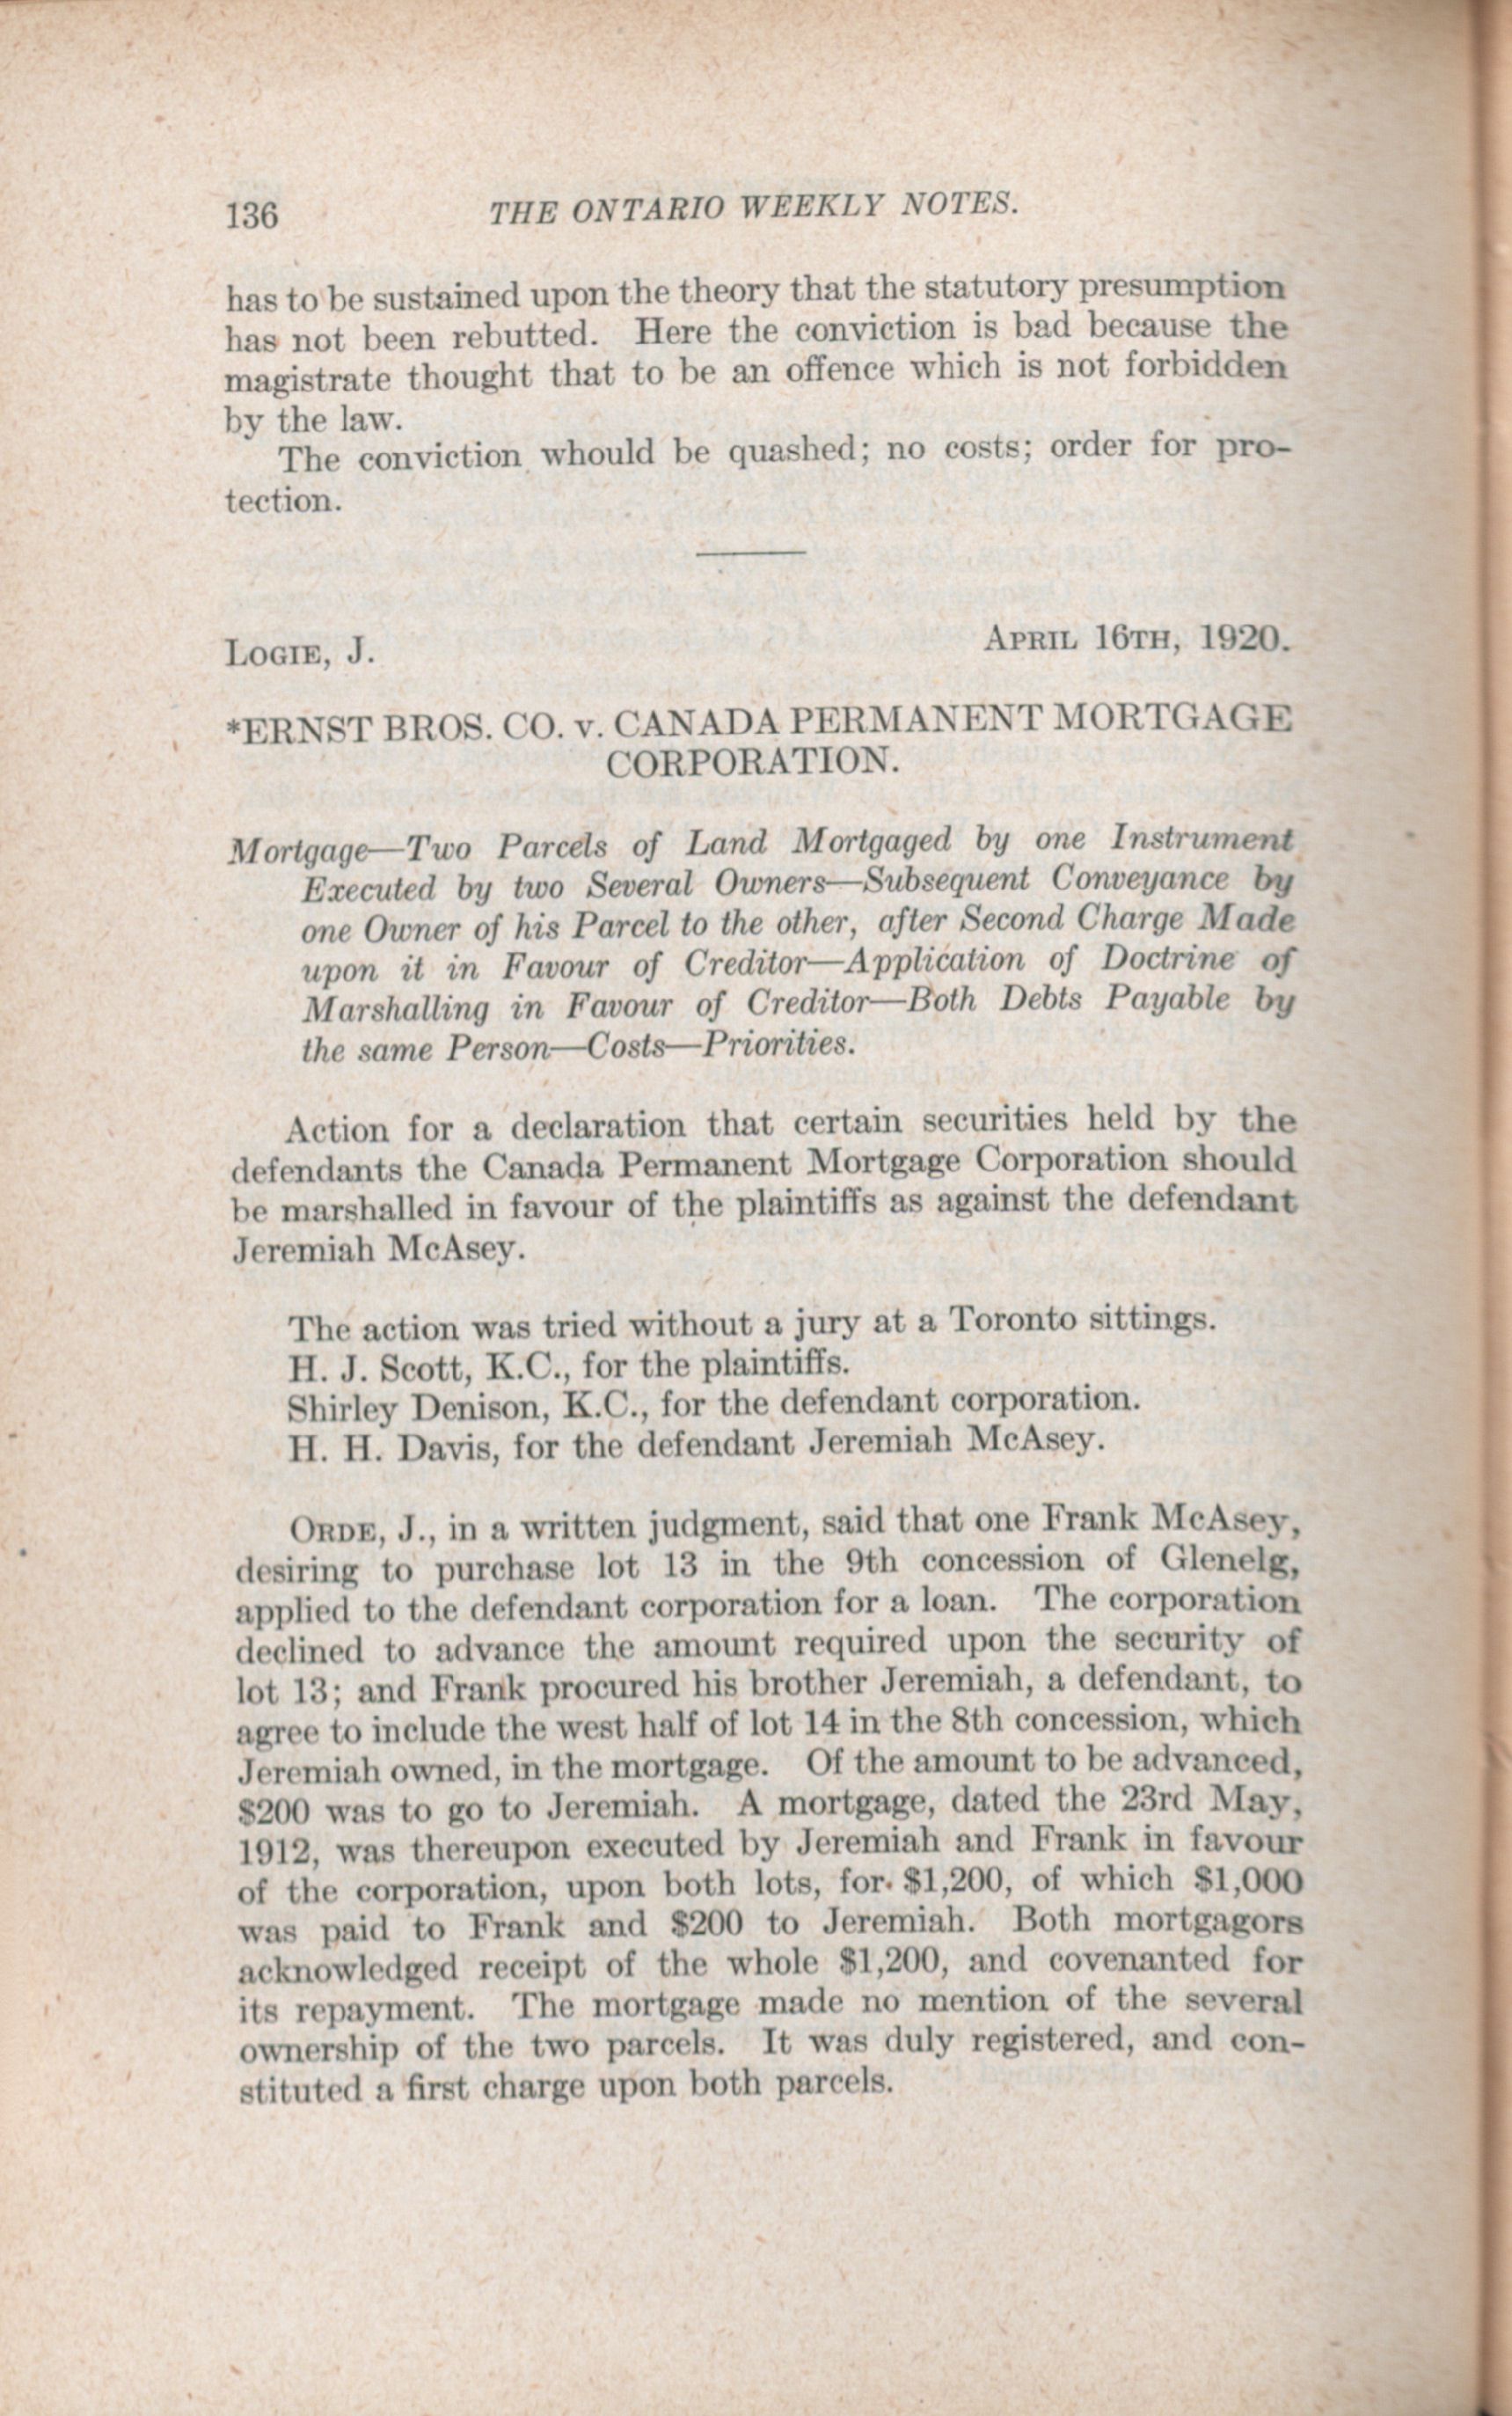 136 THE ONTARIO WEEKLY NOTES.
has to be sustained upon the theory that the statutory presumption
has not been rebutted. Here the conviction is bad because the
magistrate thought that to be an offence which is not forbidden
by the law.
The conviction whould be quashed; no costs; order for pro-
tection.
LOGIE, J. APRIL 16TH, 1920.
*ERNST BROS. CO. v. CANADA PERMANENT MORTGAGE
CORPORATION.
Mortgage—Two Parcels of Land Mortgaged by one Instrument
Executed by two Several Owners—Subsequent Conveyance by
one Owner of his Parcel to the other, after Second Charge Made
upon it in Favour of Creditor—Application of Doctrine of
Marshalling in Favour of Creditor—Both Debts Payable by
the same Person—Costs—Priorities.
Action for a declaration that certain securities held by the
defendants the Canada Permanent Mortgage Corporation should
be marshalled in favour of the plaintiffs as against the defendant
Jeremiah McAsey.
The action was tried without a jury at a Toronto sittings.
H. J. Scott, K.C., for the plaintiffs.
Shirley Denison, K.C., for the defendant corporation.
H. H. Davis, for the defendant Jeremiah McAsey.
ORDE, J., in a written judgment, said that one Frank McAsey,
desiring to purchase lot 13 in the 9th concession of Glenelg,
applied to the defendant corporation for a loan. The corporation
declined to advance the amount required upon the security of
lot 13; and Frank procured his brother Jeremiah, a defendant, to
agree to include the west half of lot 14 in the 8th concession, which
Jeremiah owned, in the mortgage. Of the amount to be advanced,
$200 was to go to Jeremiah. A mortgage, dated the 23rd May,
1912, was thereupon executed by Jeremiah and Frank in favour
of the corporation, upon both lots, for. $1,200, of which $1,000
was paid to Frank and $200 to Jeremiah. Both mortgagors
acknowledged receipt of the whole $1,200, and covenanted for
its repayment. The mortgage made no mention of the several
ownership of the two parcels. It was duly registered, and con-
stituted a first charge upon both parcels.